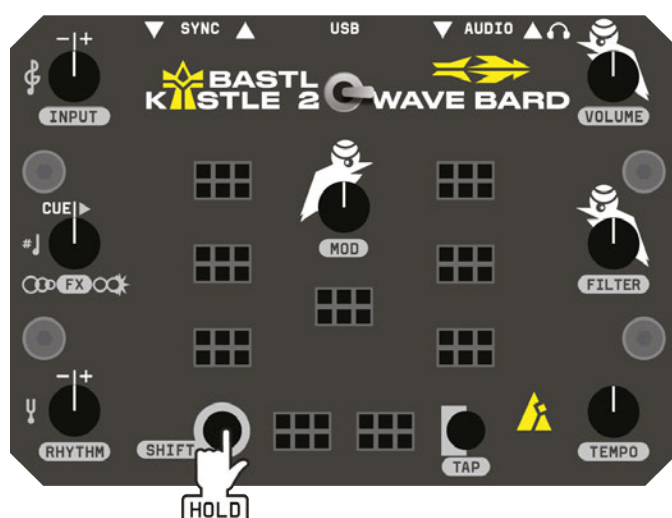 SYNC USB AUDIO
- +
INPUT
BASTL
KASTLE 2 WAVE BARD
VOLUME
CUE
MOD
#
FX
FILTER
- +
RHYTHM
SHIFT
TAP
TEMPO
HOLD